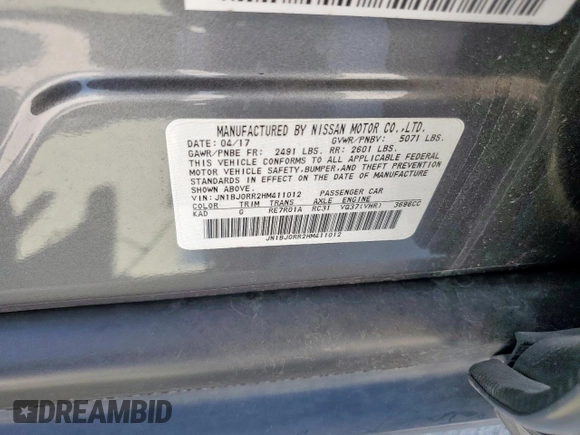 MANUFACTURED BY NISSAN MOTOR CO.,LTD.
DATE: 04/17 GVWR/PNBV: 5071 LBS.
GAWR/PNBE FR: 2491 LBS. RR: 2601 LBS.
THIS VEHICLE CONFORMS TO ALL APPLICABLE FEDERAL
MOTOR VEHICLE SAFETY,BUMPER,AND THEFT PREVENTION
STANDARDS IN EFFECT ON THE DATE OF MANUFACTURE
SHOWN ABOVE.
VIN: JN1BJ0RR2HM411012 PASSENGER CAR
COLOR TRIM TRANS AXLE ENGINE
KAD G RE7R01A RC31 VQ37(VHR) 3696CC
JN1BJ0RR2HM411012
DREAMBID